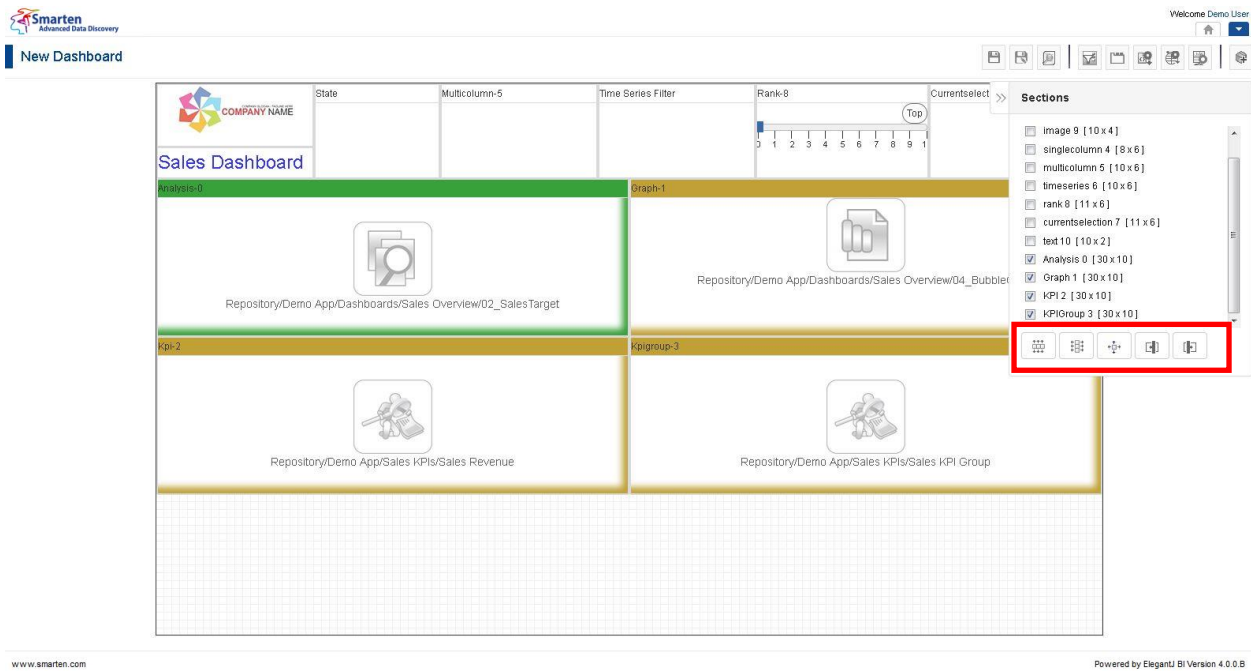 Smarten
Advanced Data Discovery
Welcome Demo User
New Dashboard
COMPANY NAME
State
Multicolumn-5
Time Series Filter
Rank-8
Currentselect
Top
0 1 2 3 4 5 6 7 8 9 1
Sales Dashboard
Analysis-0
Graph-1
Repository/Demo App/Dashboards/Sales Overview/02_SalesTarget
Repository/Demo App/Dashboards/Sales Overview/04_Bubble
Kpi-2
Kpigroup-3
Repository/Demo App/Sales KPIs/Sales Revenue
Repository/Demo App/Sales KPIs/Sales KPI Group
Sections
image 9 [10 x 4]
singlecolumn 4 [8 x 6]
multicolumn 5 [10 x 6]
timeseries 6 [10 x 6]
rank 8 [11 x 6]
currentselection 7 [11 x 6]
text 10 [10 x 2]
Analysis 0 [30 x 10]
Graph 1 [30 x 10]
KPI 2 [30 x 10]
KPIGroup 3 [30 x 10]
www.smarten.com
Powered by ElegantJ BI Version 4.0.0.B